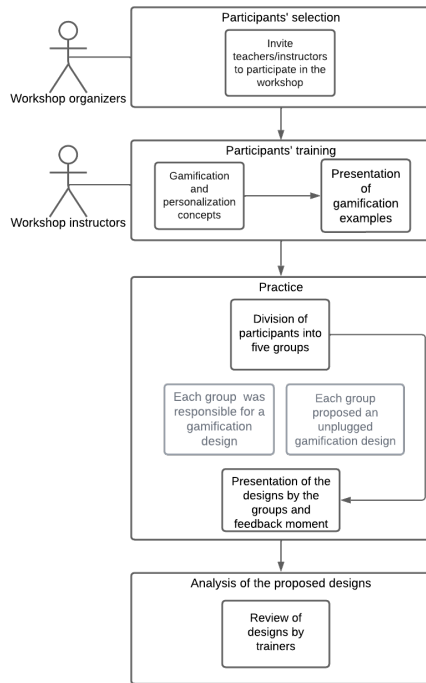 Participants' selection
Invite
teachers/instructors
to participate in the
workshop
Workshop organizers
Participants' training
Gamification
and
personalization
concepts
Presentation
of
gamification
examples
Workshop instructors
Practice
Division of
participants into
five groups
Each group was
responsible for a
gamification
design
Each group
proposed an
unplugged
gamification design
Presentation of the
designs by the
groups and
feedback moment
Analysis of the proposed designs
Review of
designs by
trainers